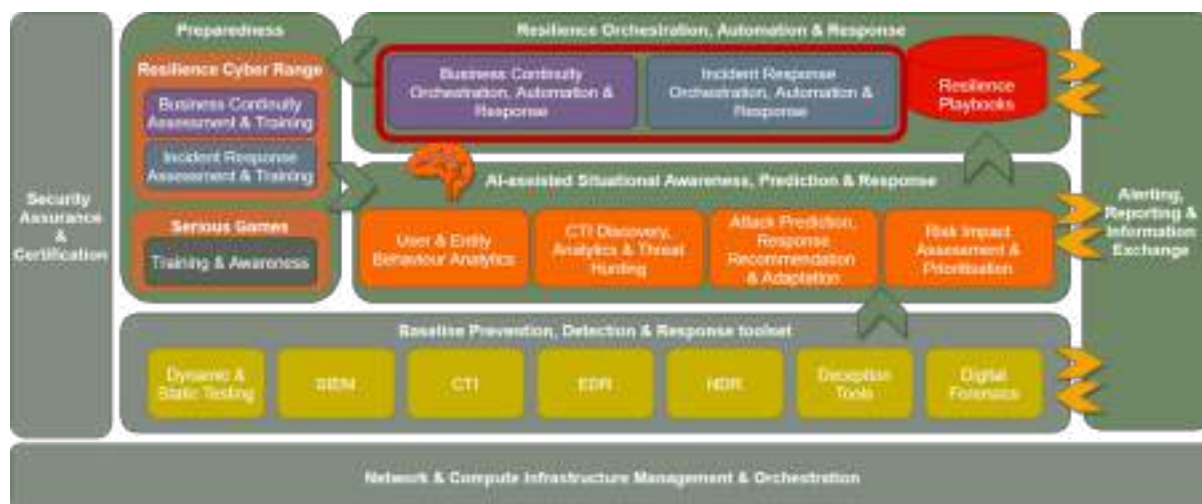 Preparedness
Resilience Cyber Range
Business Continuity
Assessment & Training
Incident Response
Assessment & Training
Serious Games
Training & Awareness
Resilience Orchestration, Automation & Response
Business Continuity
Orchestration, Automation &
Response
Incident Response
Orchestration, Automation &
Response
Resilience
Playbooks
AI-assisted Situational Awareness, Prediction & Response
User & Entity
Behaviour Analytics
CTI Discovery,
Analytics & Threat
Hunting
Attack Prediction,
Response
Recommendation
& Adaptation
Risk Impact
Assessment &
Prioritisation
Security
Assurance
&
Certification
Alerting,
Reporting &
Information
Exchange
Baseline Prevention, Detection & Response toolset
Dynamic &
Static Testing
SIEM
CTI
EDR
NDR
Deception
Tools
Digital
Forensics
Network & Compute Infrastructure Management & Orchestration